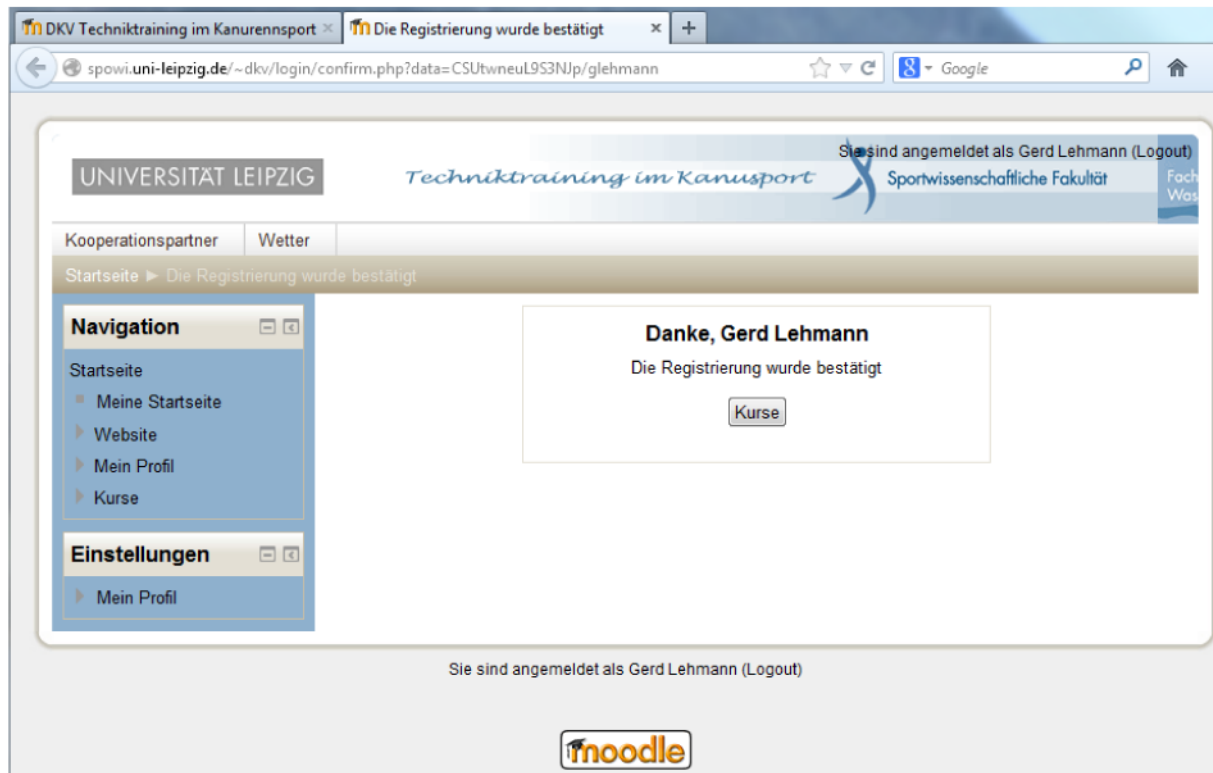 DKV Techniktraining im Kanurennsport
Die Registrierung wurde bestätigt
spowi.uni-leipzig.de/~dkv/login/confirm.php?data=CSUtwneuL9S3NJp/glehmann
Google
Sie sind angemeldet als Gerd Lehmann (Logout)
UNIVERSITÄT LEIPZIG
Techniktraining im Kanusport
Sportwissenschaftliche Fakultät
Fach
Was
Kooperationspartner Wetter
Startseite ► Die Registrierung wurde bestätigt
Navigation
Startseite
Meine Startseite
Website
Mein Profil
Kurse
Einstellungen
Mein Profil
Danke, Gerd Lehmann
Die Registrierung wurde bestätigt
Kurse
Sie sind angemeldet als Gerd Lehmann (Logout)
moodle